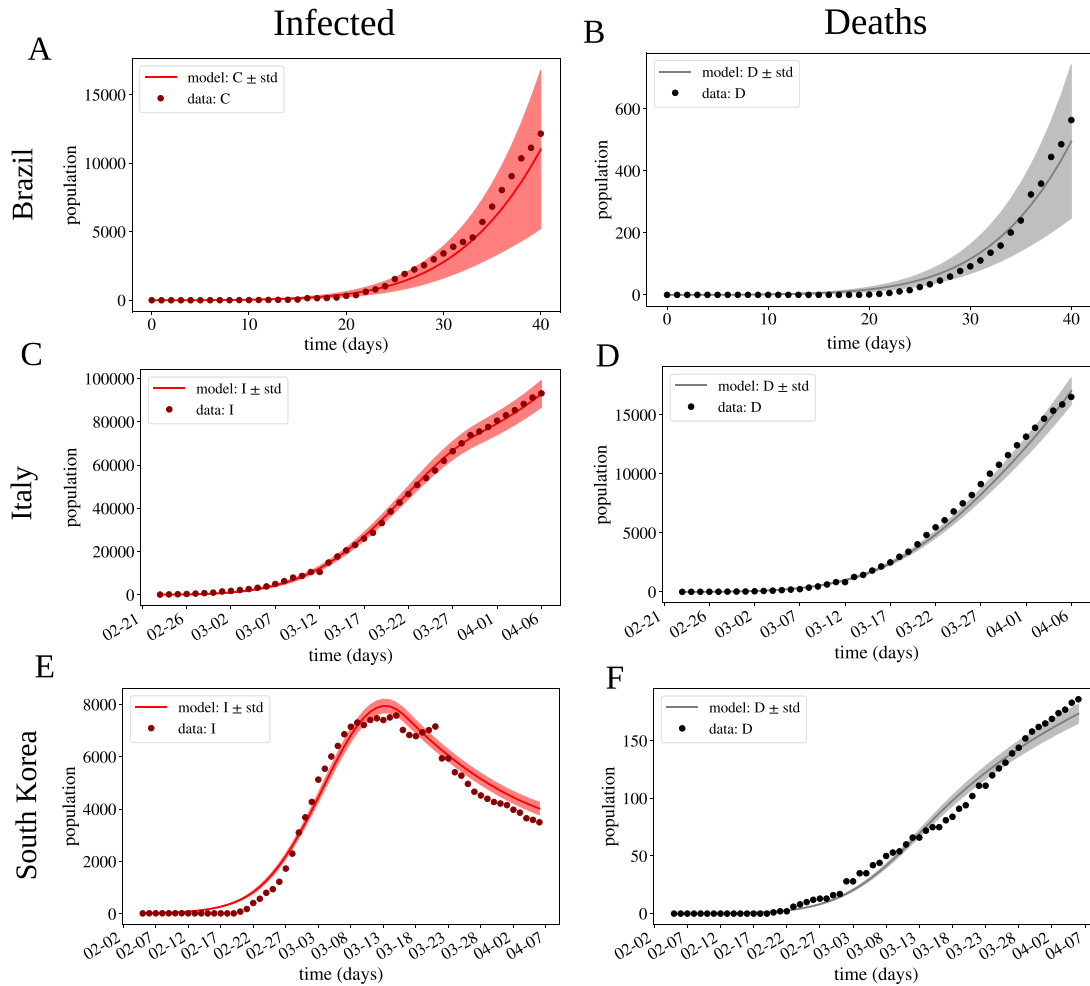 Infected
Deaths
A
B
Brazil
model: C ± std
data: C
population
15000
10000
5000
0
0
10
20
30
40
time (days)
model: D ± std
data: D
population
600
400
200
0
0
10
20
30
40
time (days)
C
D
Italy
model: I ± std
data: I
population
100000
80000
60000
40000
20000
0
02-21
02-26
03-02
03-07
03-12
03-17
03-22
03-27
04-01
04-06
time (days)
model: D ± std
data: D
population
15000
10000
5000
0
02-21
02-26
03-02
03-07
03-12
03-17
03-22
03-27
04-01
04-06
time (days)
E
F
South Korea
model: I ± std
data: I
population
8000
6000
4000
2000
0
02-02
02-07
02-12
02-17
02-22
02-27
03-03
03-08
03-13
03-18
03-23
03-28
04-02
04-07
time (days)
model: D ± std
data: D
population
150
100
50
0
02-02
02-07
02-12
02-17
02-22
02-27
03-03
03-08
03-13
03-18
03-23
03-28
04-02
04-07
time (days)